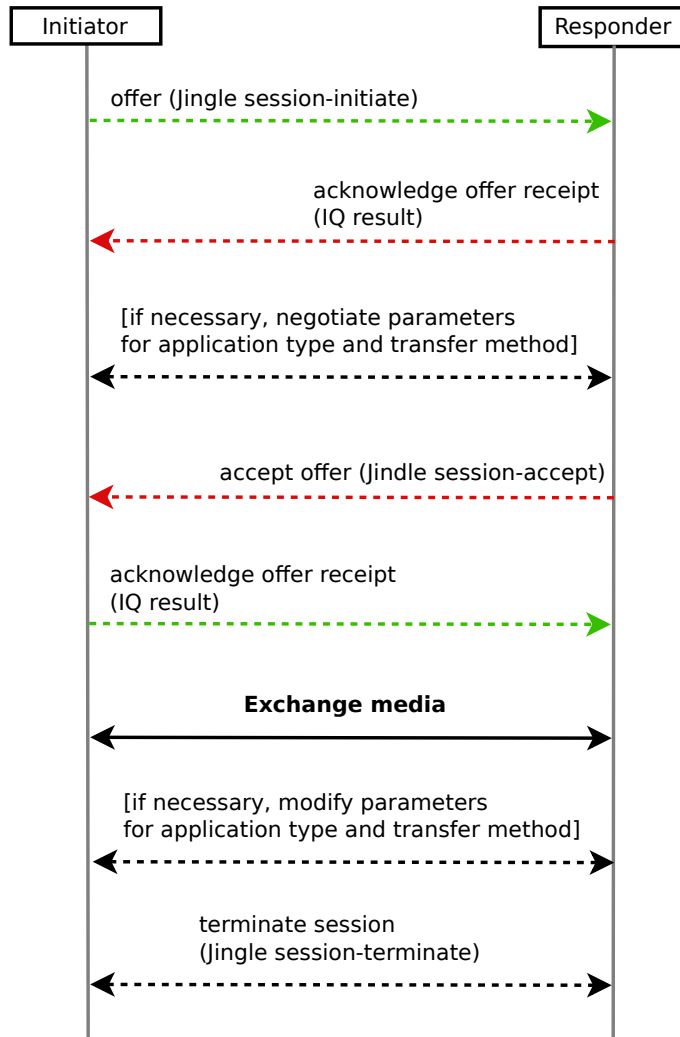 Initiator
Responder
offer (Jingle session-initiate)
acknowledge offer receipt
(IQ result)
[if necessary, negotiate parameters
for application type and transfer method]
accept offer (Jindle session-accept)
acknowledge offer receipt
(IQ result)
Exchange media
[if necessary, modify parameters
for application type and transfer method]
terminate session
(Jingle session-terminate)